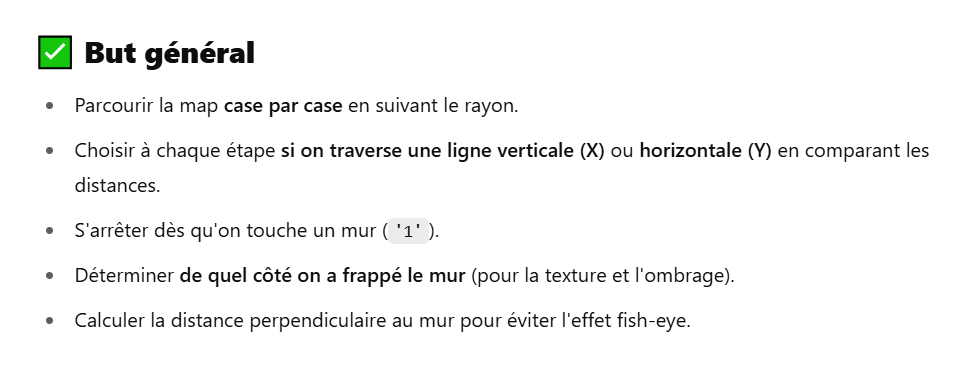 ✅ But général
• Parcourir la map case par case en suivant le rayon.
• Choisir à chaque étape si on traverse une ligne verticale (X) ou horizontale (Y) en comparant les
distances.
• S'arrêter dès qu'on touche un mur ( '1' ).
• Déterminer de quel côté on a frappé le mur (pour la texture et l'ombrage).
• Calculer la distance perpendiculaire au mur pour éviter l'effet fish-eye.